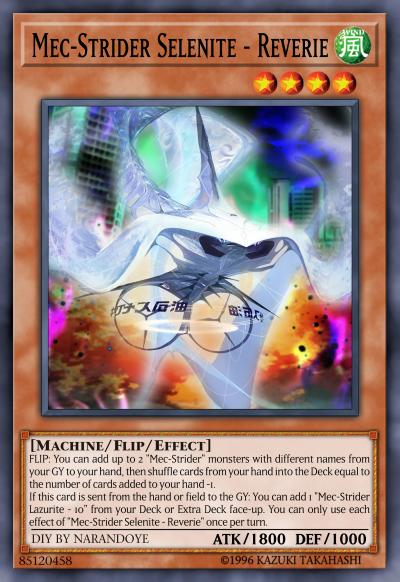 Mec-Strider Selenite - Reverie
WIND
[Machine/Flip/Effect]
FLIP: You can add up to 2 "Mec-Strider" monsters with different names from
your GY to your hand, then shuffle cards from your hand into the Deck equal to
the number of cards added to your hand -1.
If this card is sent from the hand or field to the GY: You can add 1 "Mec-Strider
Lazurite - 10" from your Deck or Extra Deck face-up. You can only use each
effect of "Mec-Strider Selenite - Reverie" once per turn.
DIY BY NARANDOYE
ATK/1800 DEF/1000
85120458
©1996 KAZUKI TAKAHASHI